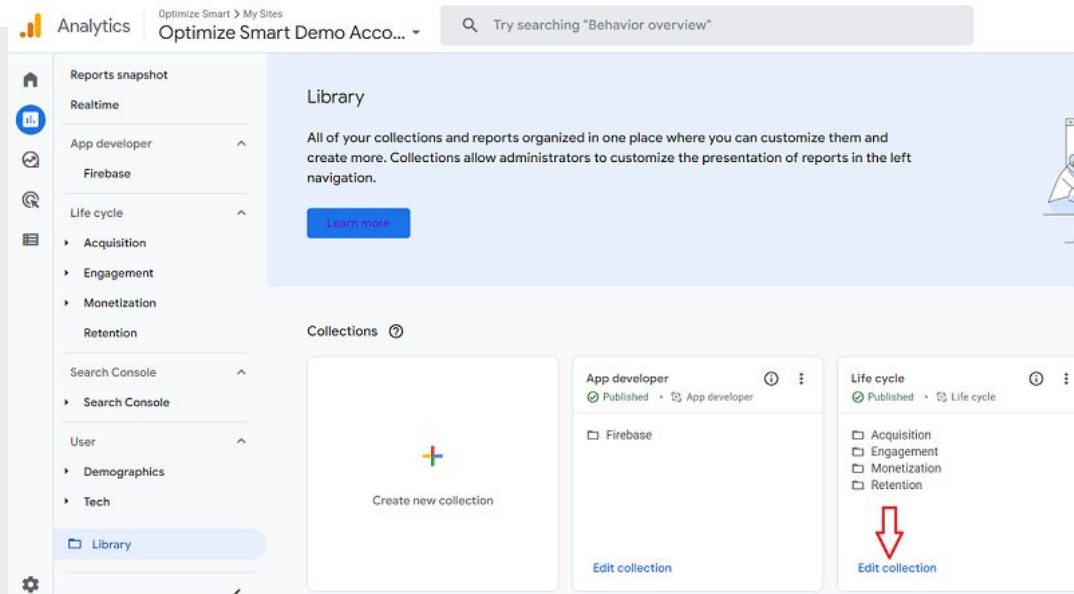 Analytics
Optimize Smart > My Sites
Optimize Smart Demo Acco...
Try searching "Behavior overview"
Reports snapshot
Realtime
App developer
Firebase
Life cycle
Acquisition
Engagement
Monetization
Retention
Search Console
Search Console
User
Demographics
Tech
Library
Library
All of your collections and reports organized in one place where you can customize them and
create more. Collections allow administrators to customize the presentation of reports in the left
navigation.
Learn more
Collections
Create new collection
App developer
Published • App developer
Firebase
Edit collection
Life cycle
Published • Life cycle
Acquisition
Engagement
Monetization
Retention
Edit collection